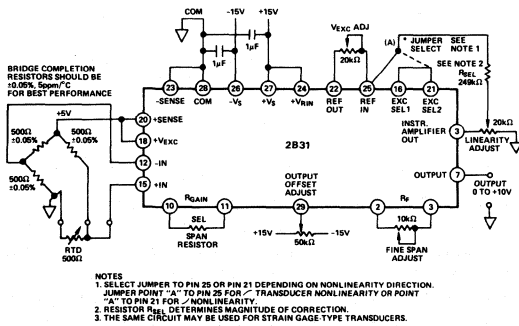 COM -15V +15V
1μF
1μF
VEXC ADJ
20kΩ
(A)
* JUMPER SEE
SELECT NOTE 1
SEE NOTE 2
RSEL
249kΩ
BRIDGE COMPLETION
RESISTORS SHOULD BE
±0.05%, 5ppm/°C
FOR BEST PERFORMANCE
23 28 26 27 24 22 25 16 21
-SENSE COM -VS +VS +VRIN REF OUT REF IN EXC SEL1 EXC SEL2
+5V
20 +SENSE
18 +VEXC
12 -IN
15 +IN
500Ω
±0.05%
500Ω
±0.05%
500Ω
±0.05%
RTD
500Ω
2B31
INSTR.
AMPLIFIER
OUT
3
20kΩ
LINEARITY
ADJUST
OUTPUT 7
OUTPUT
0 TO +10V
RGAIN
10 11
SEL
SPAN
RESISTOR
OUTPUT
OFFSET
ADJUST
29
+15V -15V
50kΩ
RF
2 3
10kΩ
FINE SPAN
ADJUST
NOTES
1. SELECT JUMPER TO PIN 25 OR PIN 21 DEPENDING ON NONLINEARITY DIRECTION.
JUMPER POINT "A" TO PIN 25 FOR TRANSDUCER NONLINEARITY OR POINT
"A" TO PIN 21 FOR NONLINEARITY.
2. RESISTOR RSEL DETERMINES MAGNITUDE OF CORRECTION.
3. THE SAME CIRCUIT MAY BE USED FOR STRAIN GAGE-TYPE TRANSDUCERS.